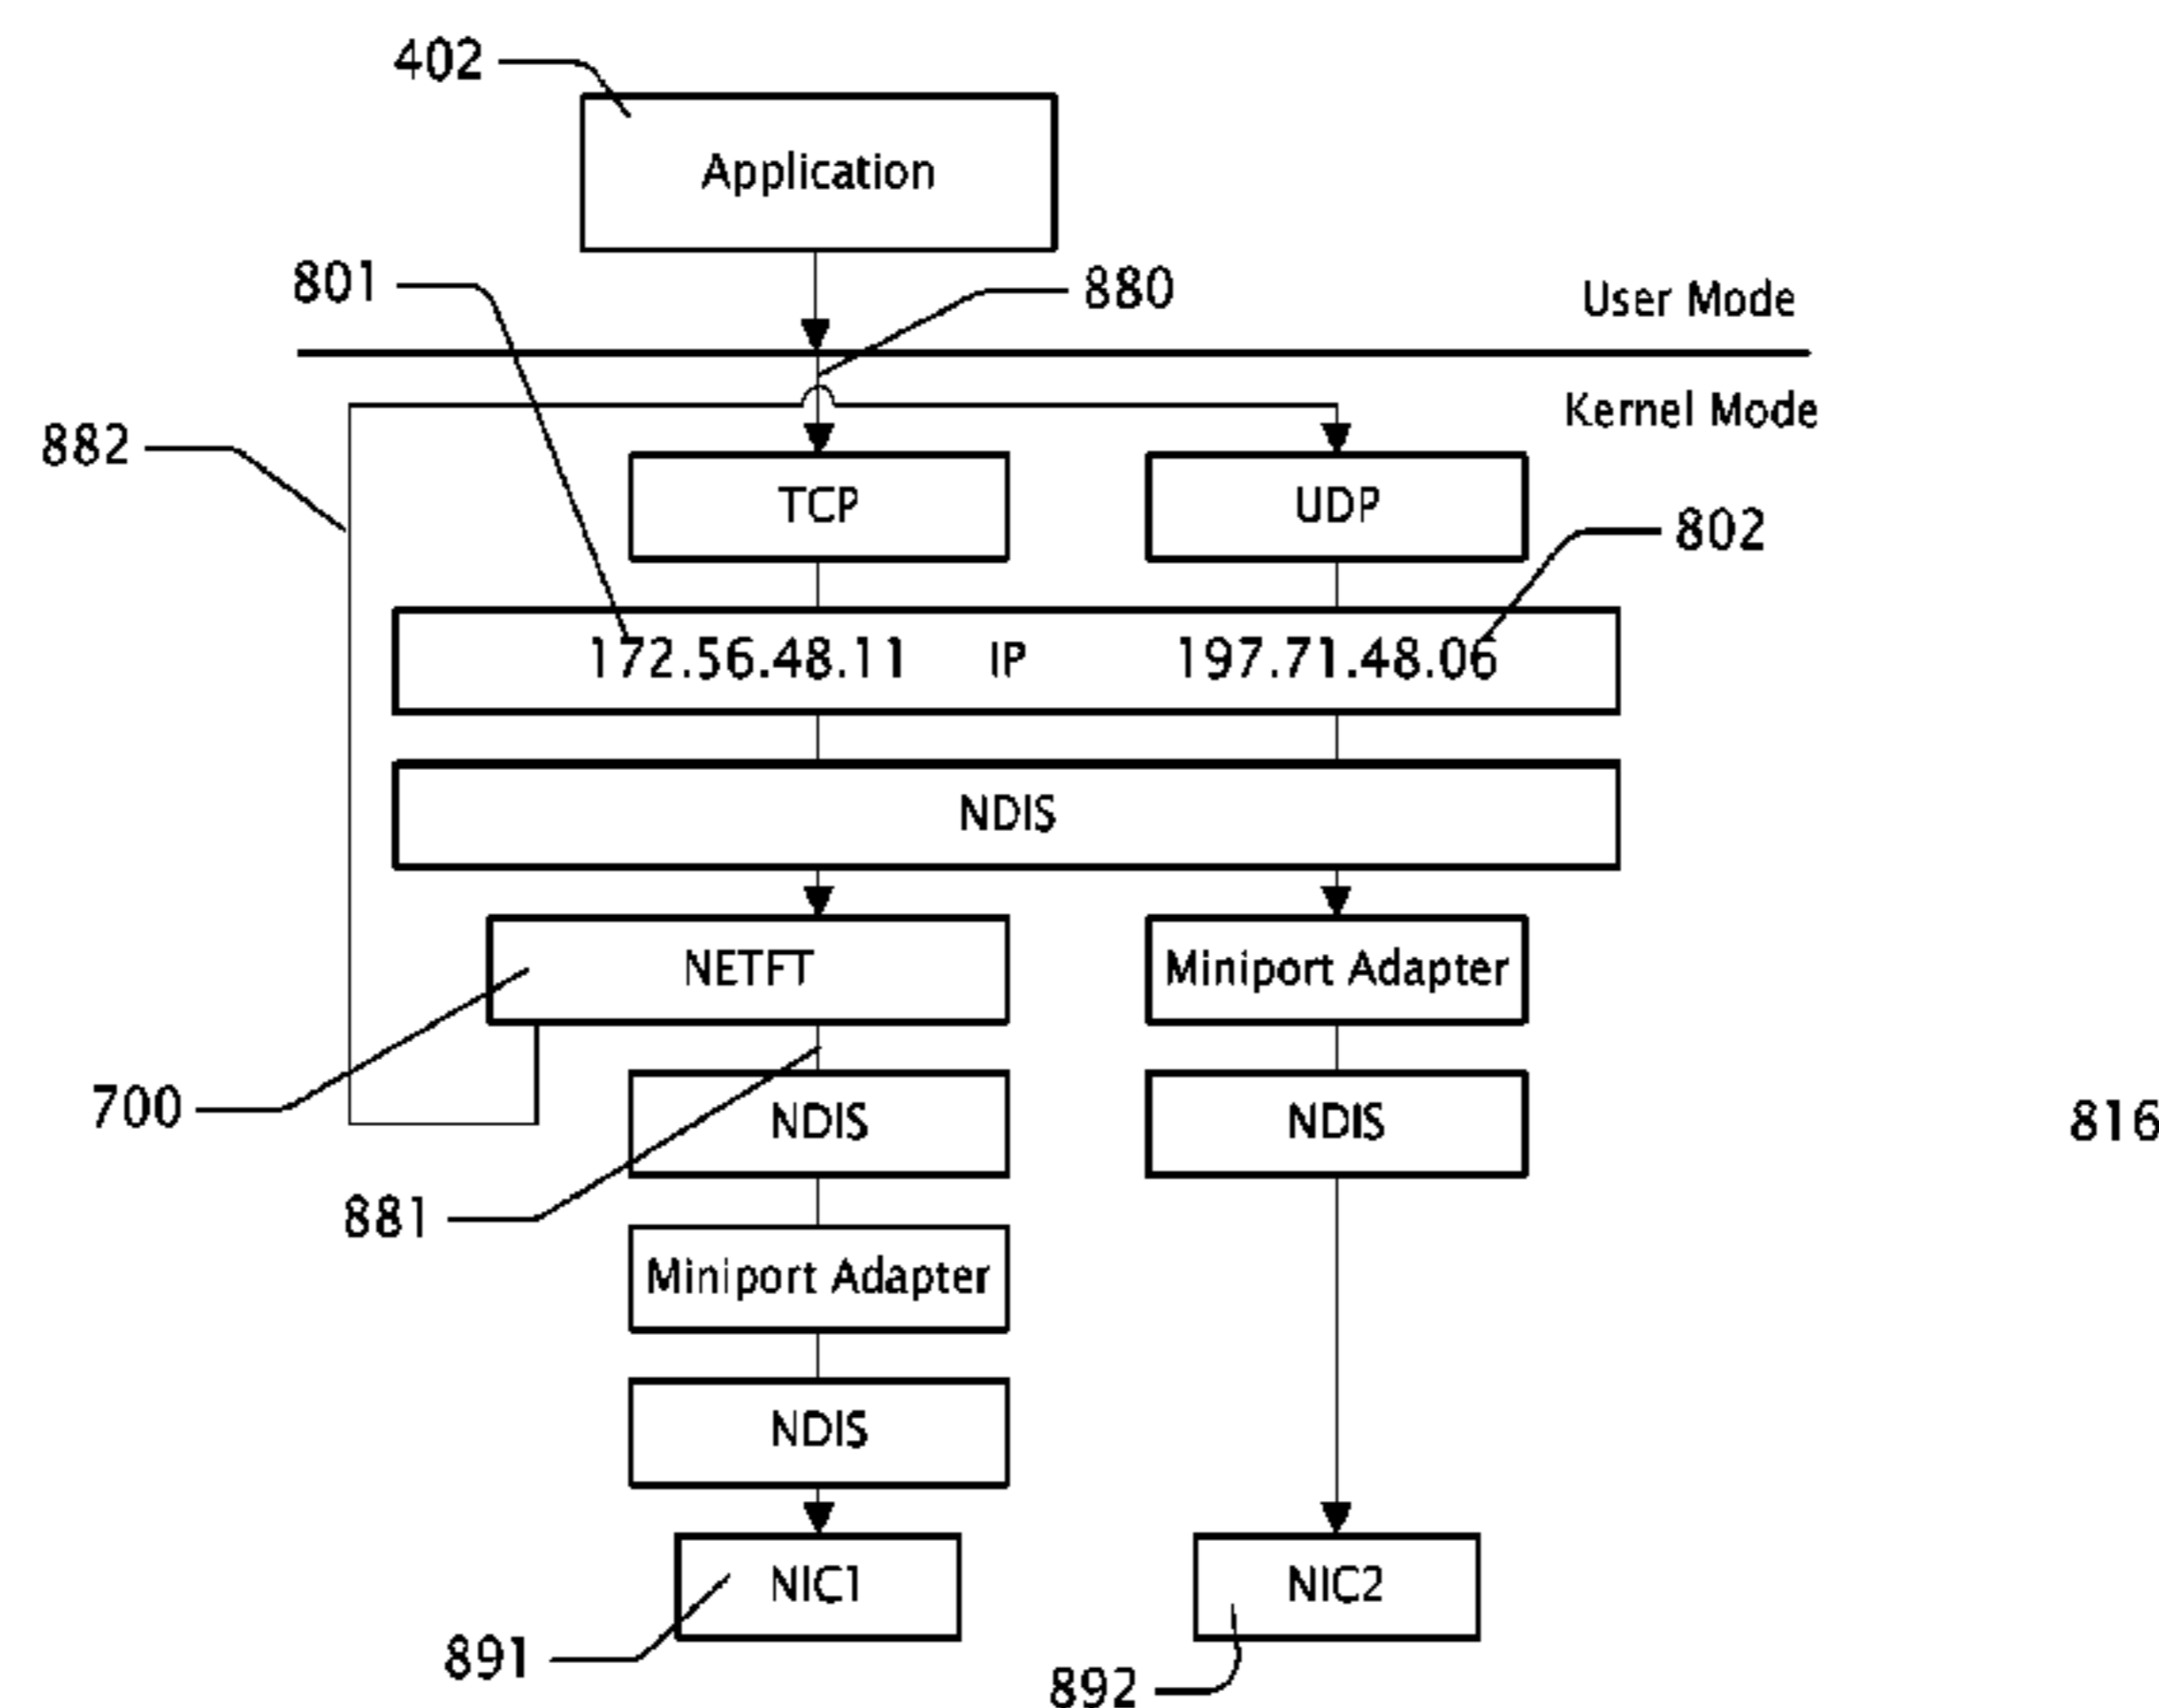 402
Application
801
880
User Mode
Kernel Mode
882
TCP
UDP
802
172.56.48.11 IP 197.71.48.06
NDIS
NETFT
Miniport Adapter
700
NDIS
NDIS
816
881
Miniport Adapter
NDIS
NIC1
NIC2
891
892